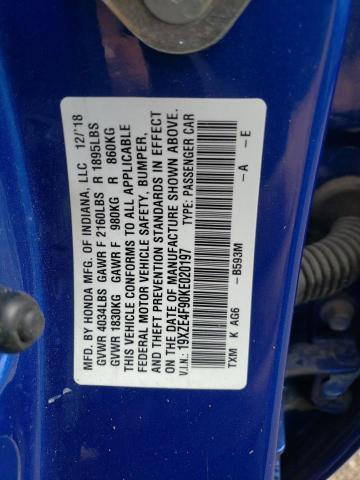 MFD. BY HONDA MFG. OF INDIANA, LLC 12/'18
GVWR 4034LBS GAWR F 2160LBS R 1895LBS
GVWR 1830KG GAWR F 980KG R 860KG
THIS VEHICLE CONFORMS TO ALL APPLICABLE
FEDERAL MOTOR VEHICLE SAFETY, BUMPER,
AND THEFT PREVENTION STANDARDS IN EFFECT
ON THE DATE OF MANUFACTURE SHOWN ABOVE.
V.I.N.: 19XZE4F90KE020197 TYPE: PASSENGER CAR
-B593M -A -E
TXM K AG6